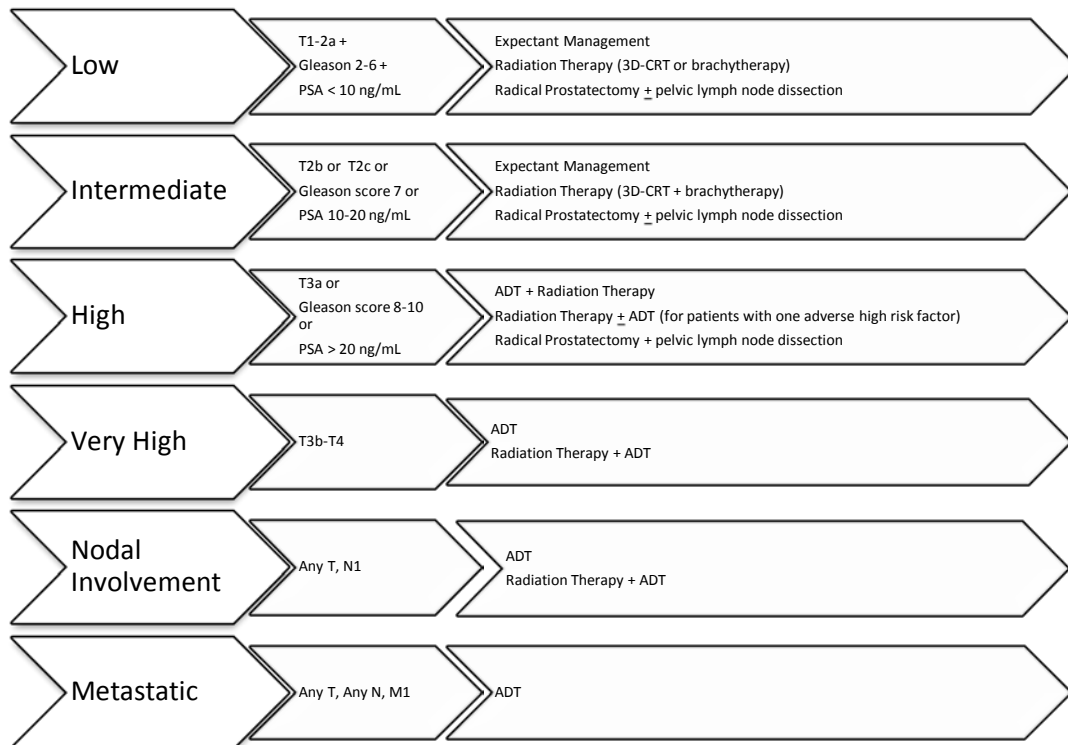 Low
T1-2a +
Gleason 2-6 +
PSA < 10 ng/mL
Expectant Management
Radiation Therapy (3D-CRT or brachytherapy)
Radical Prostatectomy ± pelvic lymph node dissection
Intermediate
T2b or T2c or
Gleason score 7 or
PSA 10-20 ng/mL
Expectant Management
Radiation Therapy (3D-CRT + brachytherapy)
Radical Prostatectomy ± pelvic lymph node dissection
High
T3a or
Gleason score 8-10
or
PSA > 20 ng/mL
ADT + Radiation Therapy
Radiation Therapy ± ADT (for patients with one adverse high risk factor)
Radical Prostatectomy + pelvic lymph node dissection
Very High
T3b-T4
ADT
Radiation Therapy + ADT
Nodal
Involvement
Any T, N1
ADT
Radiation Therapy + ADT
Metastatic
Any T, Any N, M1
ADT